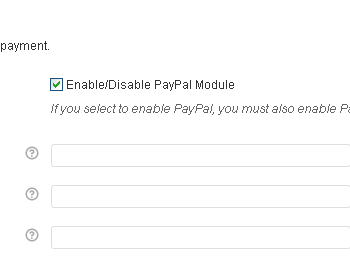 payment.
Enable/Disable PayPal Module
If you select to enable PayPal, you must also enable
?
?
?